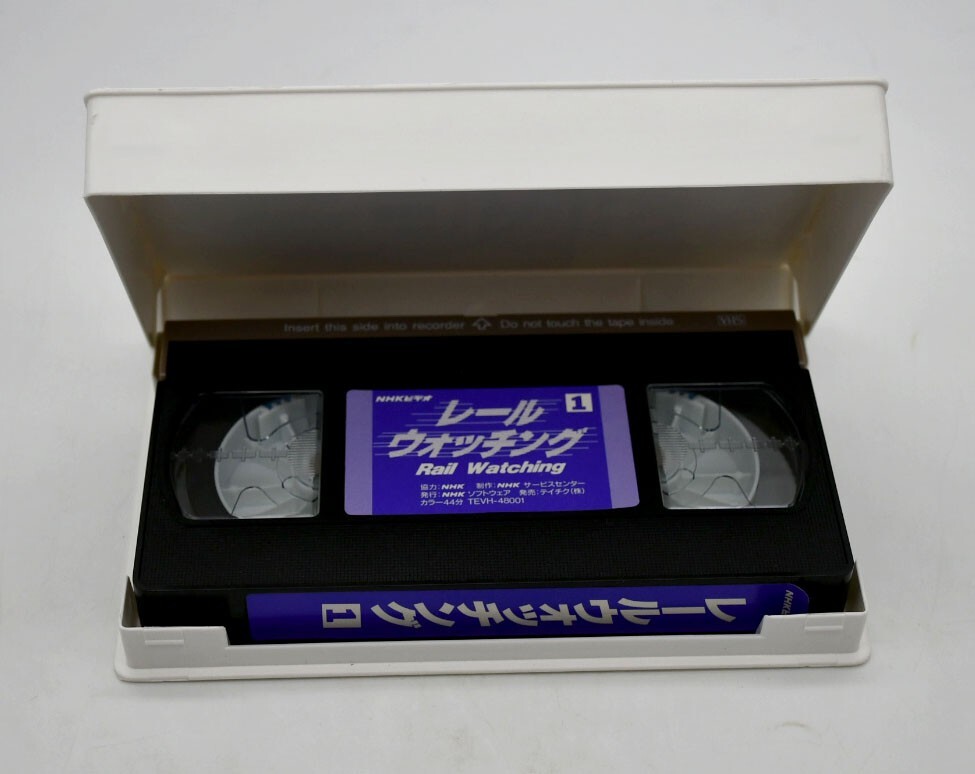 Insert this side into recorder Do not touch the tape inside VHS
NHKビデオ
1
レール
ウォッチング
Rail Watching
協力:NHK 制作:NHK サービスセンター
発行:NHK ソフトウェア 発売:テイチク(株)
カラー44分 TEVH-48001
レールウォッチング 1